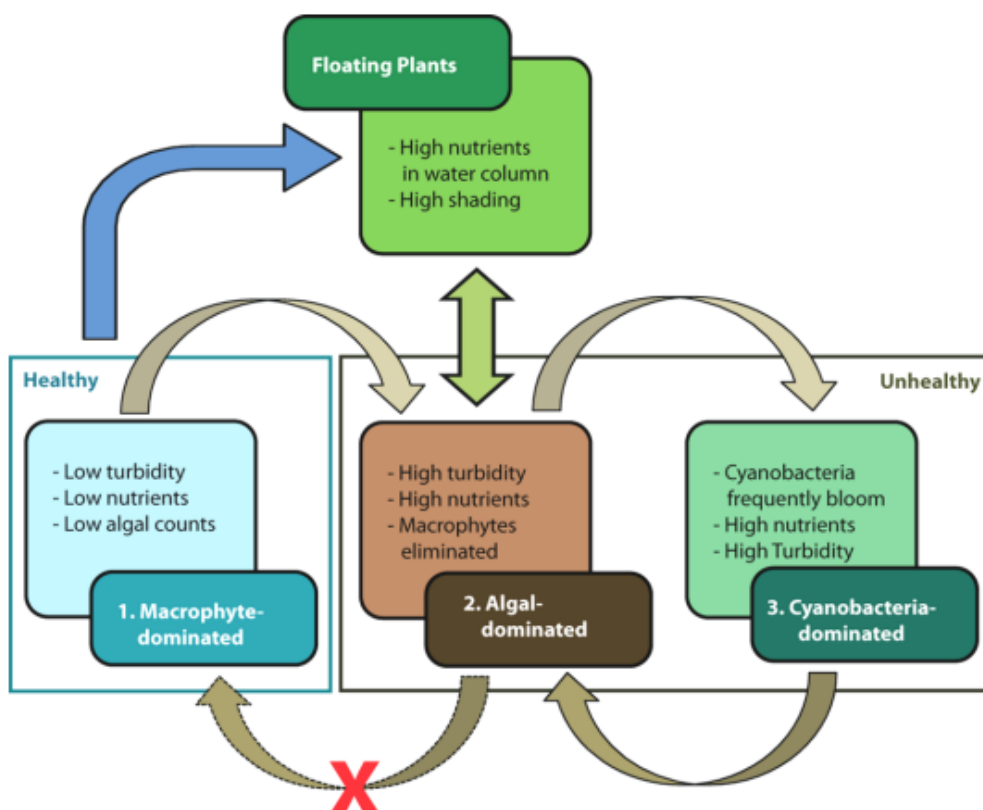 Floating Plants
- High nutrients
in water column
- High shading
Healthy
Unhealthy
- Low turbidity
- Low nutrients
- Low algal counts
1. Macrophyte-
dominated
- High turbidity
- High nutrients
- Macrophytes
eliminated
2. Algal-
dominated
- Cyanobacteria
frequently bloom
- High nutrients
- High Turbidity
3. Cyanobacteria-
dominated
X